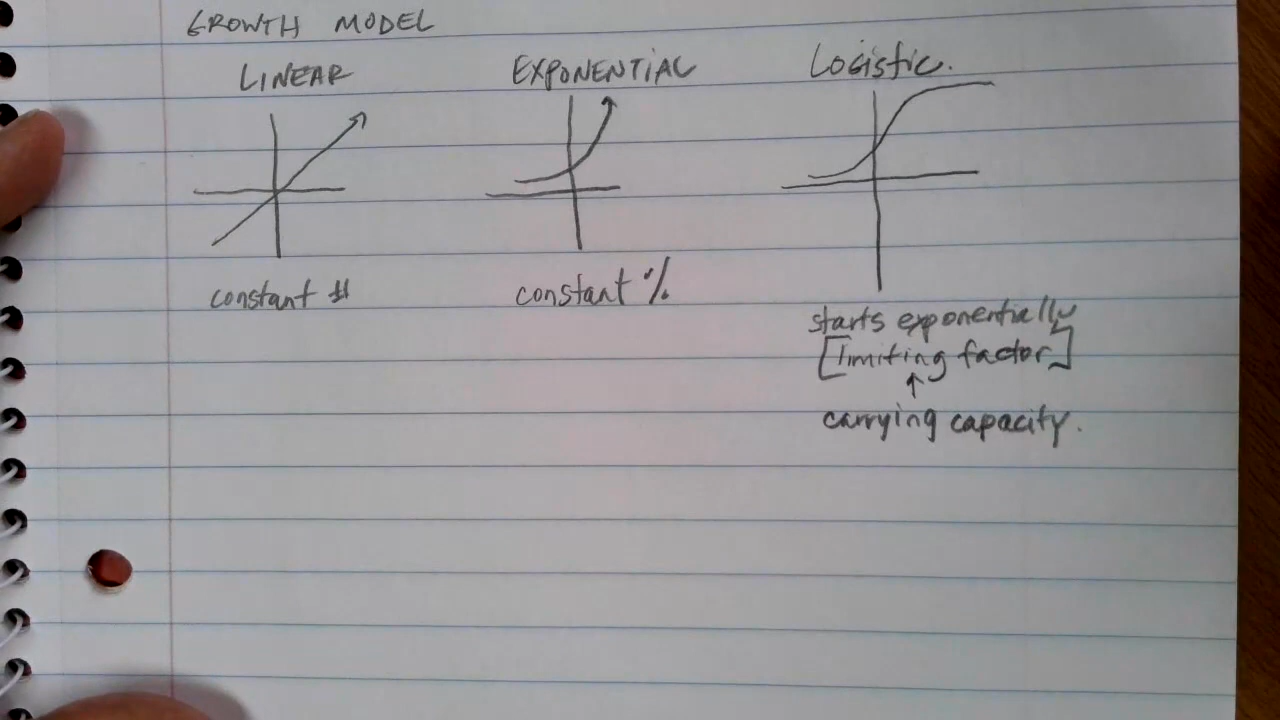 GROWTH MODEL
LINEAR
EXPONENTIAL
Logistic.
constant #
constant %
starts exponentially
[limiting factor]
↑
carrying capacity.